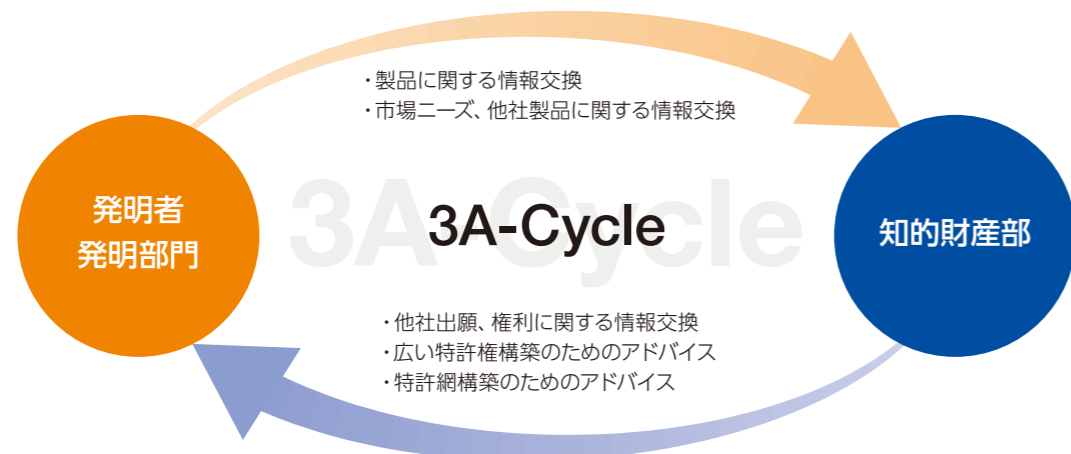 ・製品に関する情報交換
・市場ニーズ、他社製品に関する情報交換
発明者
発明部門
3A-Cycle
3A-Cycle
知的財産部
・他社出願、権利に関する情報交換
・広い特許権構築のためのアドバイス
・特許網構築のためのアドバイス